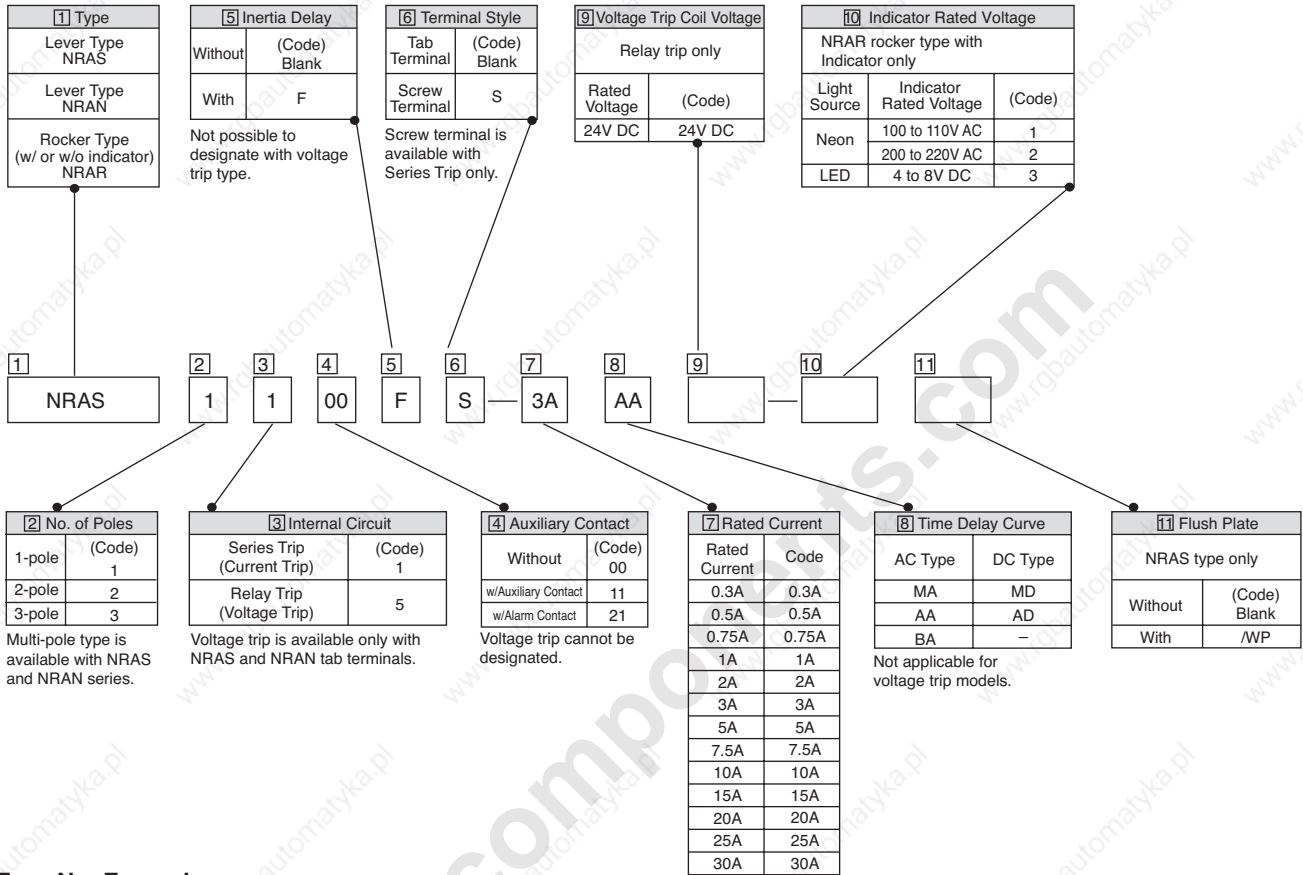 1 Type
Lever Type
NRAS
Lever Type
NRAN
Rocker Type
(w/ or w/o indicator)
NRAR
5 Inertia Delay
Without (Code)
Blank
With F
Not possible to
designate with voltage
trip type.
6 Terminal Style
Tab
Terminal (Code)
Blank
Screw
Terminal S
Screw terminal is
available with
Series Trip only.
9 Voltage Trip Coil Voltage
Relay trip only
Rated
Voltage (Code)
24V DC 24V DC
10 Indicator Rated Voltage
NRAR rocker type with
Indicator only
Light
Source Indicator
Rated Voltage (Code)
Neon 100 to 110V AC 1
200 to 220V AC 2
LED 4 to 8V DC 3
1 2 3 4 5 6 7 8 9 10 11
NRAS 1 1 00 F S — 3A AA —
2 No. of Poles
1-pole (Code)
1
2-pole 2
3-pole 3
Multi-pole type is
available with NRAS
and NRAN series.
3 Internal Circuit
Series Trip
(Current Trip) (Code)
1
Relay Trip
(Voltage Trip) 5
Voltage trip is available only with
NRAS and NRAN tab terminals.
4 Auxiliary Contact
Without (Code)
00
w/Auxiliary Contact 11
w/Alarm Contact 21
Voltage trip cannot be
designated.
7 Rated Current
Rated
Current Code
0.3A 0.3A
0.5A 0.5A
0.75A 0.75A
1A 1A
2A 2A
3A 3A
5A 5A
7.5A 7.5A
10A 10A
15A 15A
20A 20A
25A 25A
30A 30A
8 Time Delay Curve
AC Type DC Type
MA MD
AA AD
BA –
Not applicable for
voltage trip models.
11 Flush Plate
NRAS type only
Without (Code)
Blank
With /WP
www.rgbautomatyka.pl
components.com